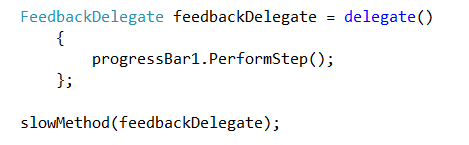 FeedbackDelegate feedbackDelegate = delegate()
    {
        progressBar1.PerformStep();
    };

slowMethod(feedbackDelegate);